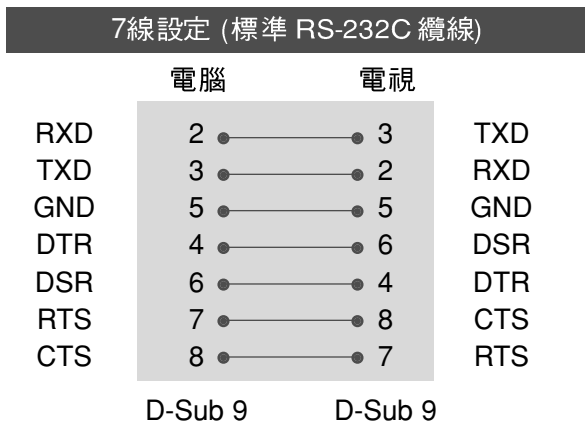 7線設定 (標準 RS-232C 纜線)
電腦 電視
RXD 2 3 TXD
TXD 3 2 RXD
GND 5 5 GND
DTR 4 6 DSR
DSR 6 4 DTR
RTS 7 8 CTS
CTS 8 7 RTS
D-Sub 9 D-Sub 9